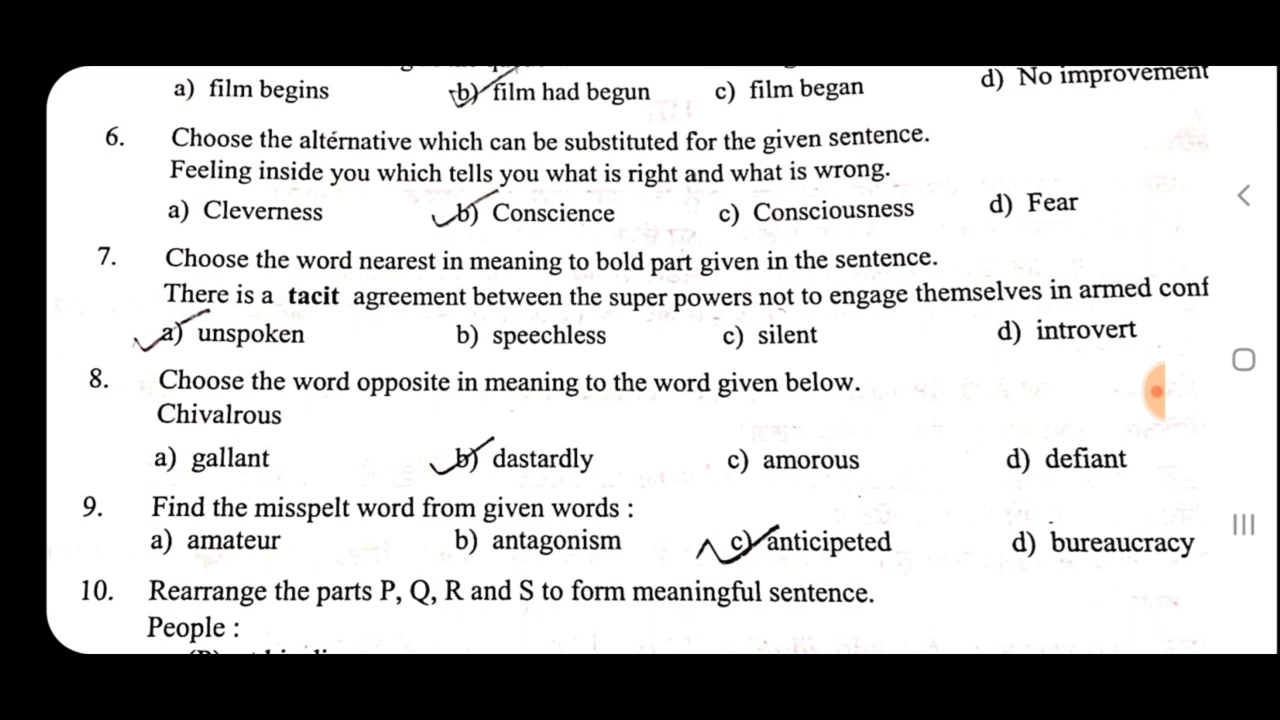 a) film begins b) film had begun c) film began d) No improvement
6. Choose the alternative which can be substituted for the given sentence.
Feeling inside you which tells you what is right and what is wrong.
a) Cleverness b) Conscience c) Consciousness d) Fear
7. Choose the word nearest in meaning to bold part given in the sentence.
There is a tacit agreement between the super powers not to engage themselves in armed conf
a) unspoken b) speechless c) silent d) introvert
8. Choose the word opposite in meaning to the word given below.
Chivalrous
a) gallant b) dastardly c) amorous d) defiant
9. Find the misspelt word from given words :
a) amateur b) antagonism c) anticipeted d) bureaucracy
10. Rearrange the parts P, Q, R and S to form meaningful sentence.
People :